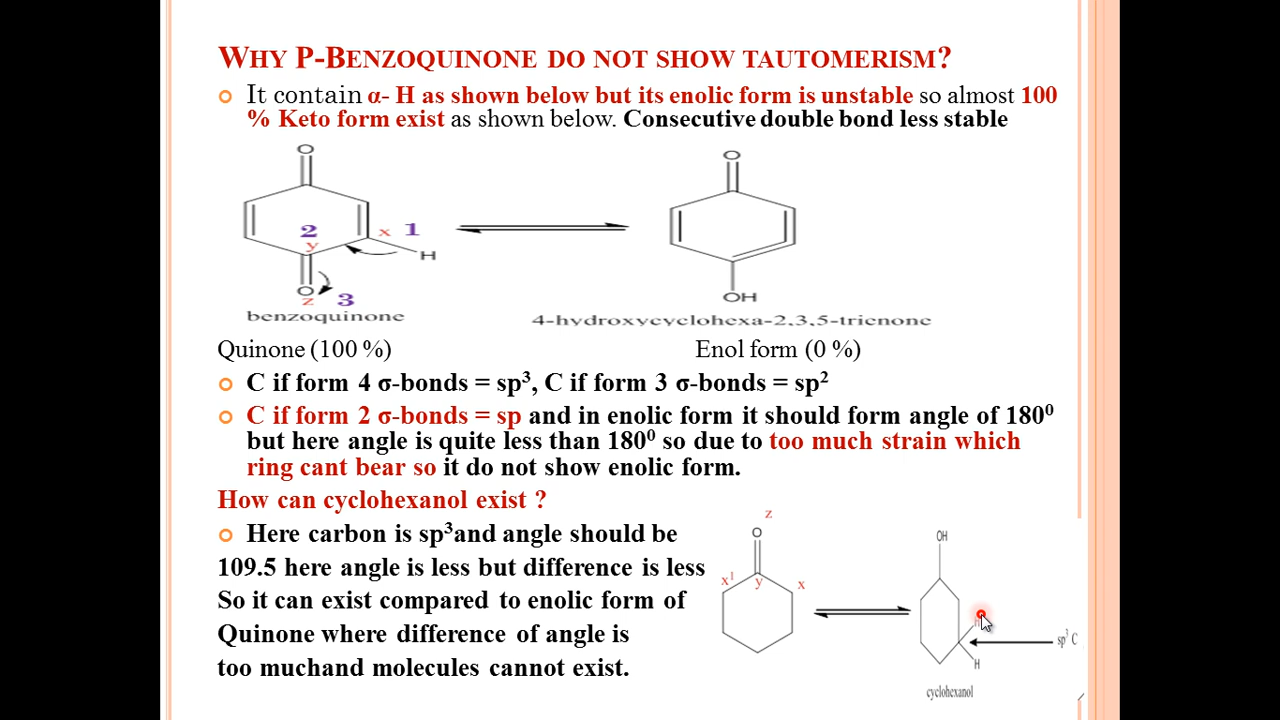 WHY P-BENZOQUINONE DO NOT SHOW TAUTOMERISM?
It contain α- H as shown below but its enolic form is unstable so almost 100
% Keto form exist as shown below. Consecutive double bond less stable
O
O
2
x 1
y
H
O
z 3
OH
benzoquinone
4-hydroxycyclohexa-2,3,5-trienone
Quinone (100 %)
Enol form (0 %)
C if form 4 σ-bonds = sp³, C if form 3 σ-bonds = sp²
C if form 2 σ-bonds = sp and in enolic form it should form angle of 180⁰
but here angle is quite less than 180⁰ so due to too much strain which
ring cant bear so it do not show enolic form.
How can cyclohexanol exist ?
Here carbon is sp³and angle should be
109.5 here angle is less but difference is less
So it can exist compared to enolic form of
Quinone where difference of angle is
too muchand molecules cannot exist.
z
O
x¹
y
x
OH
H
sp³ C
cyclohexanol